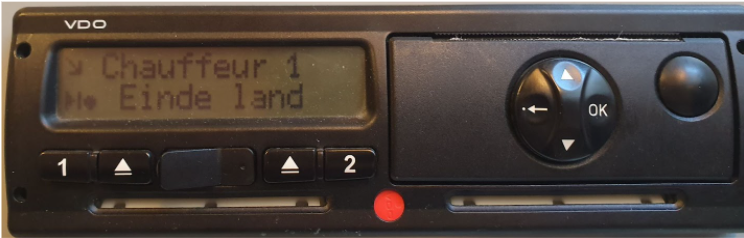 VDO
Chauffeur 1
Einde land
OK
1
2